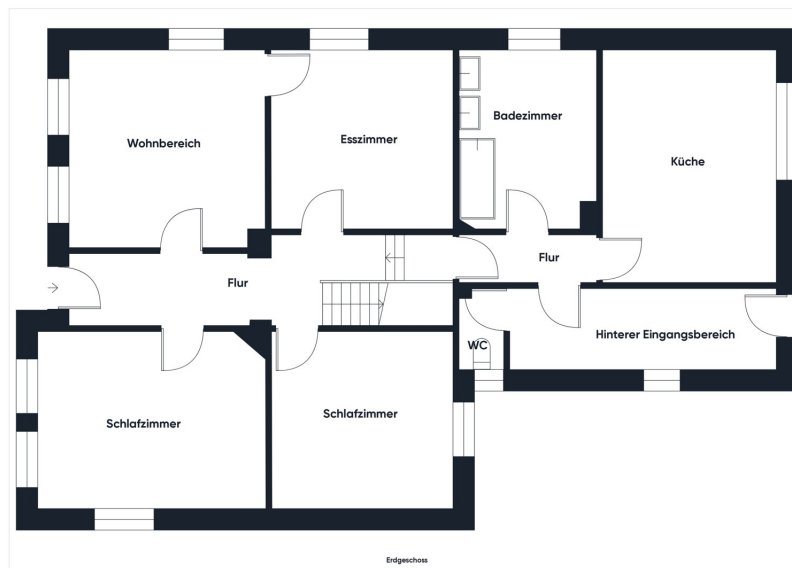 Wohnbereich
Esszimmer
Badezimmer
Küche
Flur
Flur
WC
Hinterer Eingangsbereich
Schlafzimmer
Schlafzimmer
Erdgeschoss